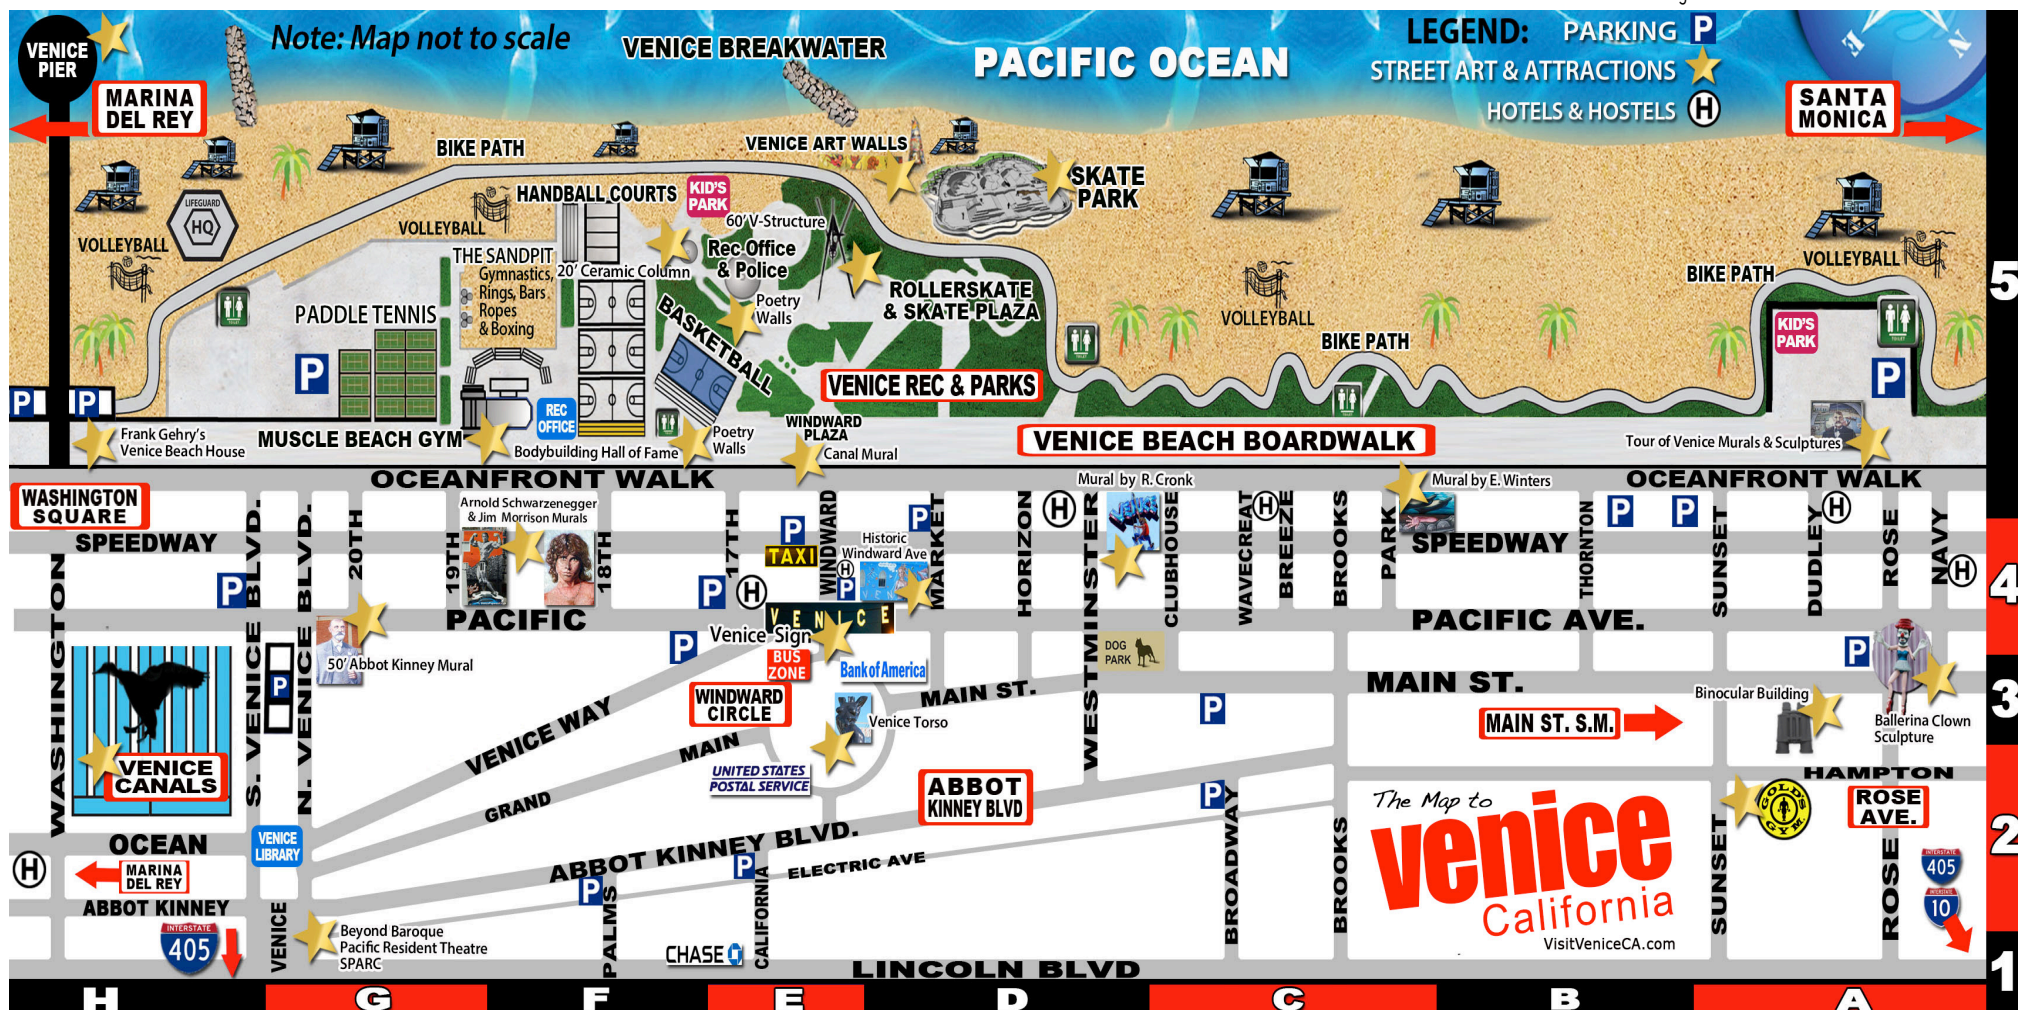 Note: Map not to scale
VENICE BREAKWATER
PACIFIC OCEAN
LEGEND:
PARKING P
STREET ART & ATTRACTIONS
HOTELS & HOSTELS H
VENICE
PIER
MARINA
DEL REY
SANTA
MONICA
E
N
BIKE PATH
VENICE ART WALLS
SKATE
PARK
LIFEGUARD
HQ
VOLLEYBALL
VOLLEYBALL
HANDBALL COURTS
KID'S
PARK
60' V-Structure
Rec Office
& Police
THE SANDPIT
Gymnastics,
Rings, Bars
Ropes
& Boxing
20' Ceramic Column
Poetry
Walls
ROLLERSKATE
& SKATE PLAZA
BASKETBALL
PADDLE TENNIS
P
VOLLEYBALL
BIKE PATH
BIKE PATH
VOLLEYBALL
KID'S
PARK
TOILET
P
5
P
P
VENICE REC & PARKS
Frank Gehry's
Venice Beach House
MUSCLE BEACH GYM
REC
OFFICE
Bodybuilding Hall of Fame
Poetry
Walls
WINDWARD
PLAZA
Canal Mural
VENICE BEACH BOARDWALK
Tour of Venice Murals & Sculptures
OCEANFRONT WALK
Mural by R. Cronk
Mural by E. Winters
OCEANFRONT WALK
WASHINGTON
SQUARE
SPEEDWAY
Arnold Schwarzenegger
& Jim Morrison Murals
P
TAXI
Historic
Windward Ave
P
H
H
P
P
H
SPEEDWAY
WASHINGTON
S. VENICE BLVD.
N. VENICE BLVD.
20TH
19TH
18TH
17TH
WINDWARD
MARKET
HORIZON
WESTMINSTER
CLUBHOUSE
WAVECREAT
BREEZE
BROOKS
PARK
THORNTON
SUNSET
DUDLEY
ROSE
NAVY
H
4
P
P
H
H
P
PACIFIC
VENICE
PACIFIC AVE.
50' Abbot Kinney Mural
P
Venice Sign
BUS
ZONE
Bank of America
DOG
PARK
P
P
WINDWARD
CIRCLE
MAIN ST.
MAIN ST.
Venice Torso
P
MAIN ST. S.M.
Binocular Building
Ballerina Clown
Sculpture
3
VENICE
CANALS
VENICE WAY
MAIN
GRAND
UNITED STATES
POSTAL SERVICE
ABBOT
KINNEY BLVD
P
HAMPTON
The Map to
venice
California
VisitVeniceCA.com
GOLD'S
GYM
ROSE
AVE.
2
OCEAN
VENICE
LIBRARY
ABBOT KINNEY BLVD.
ELECTRIC AVE
P
P
H
MARINA
DEL REY
ABBOT KINNEY
INTERSTATE
405
VENICE
Beyond Baroque
Pacific Resident Theatre
SPARC
PALMS
CHASE
CALIFORNIA
BROADWAY
BROOKS
SUNSET
ROSE
INTERSTATE
405
INTERSTATE
10
LINCOLN BLVD
1
H
G
F
E
D
C
B
A